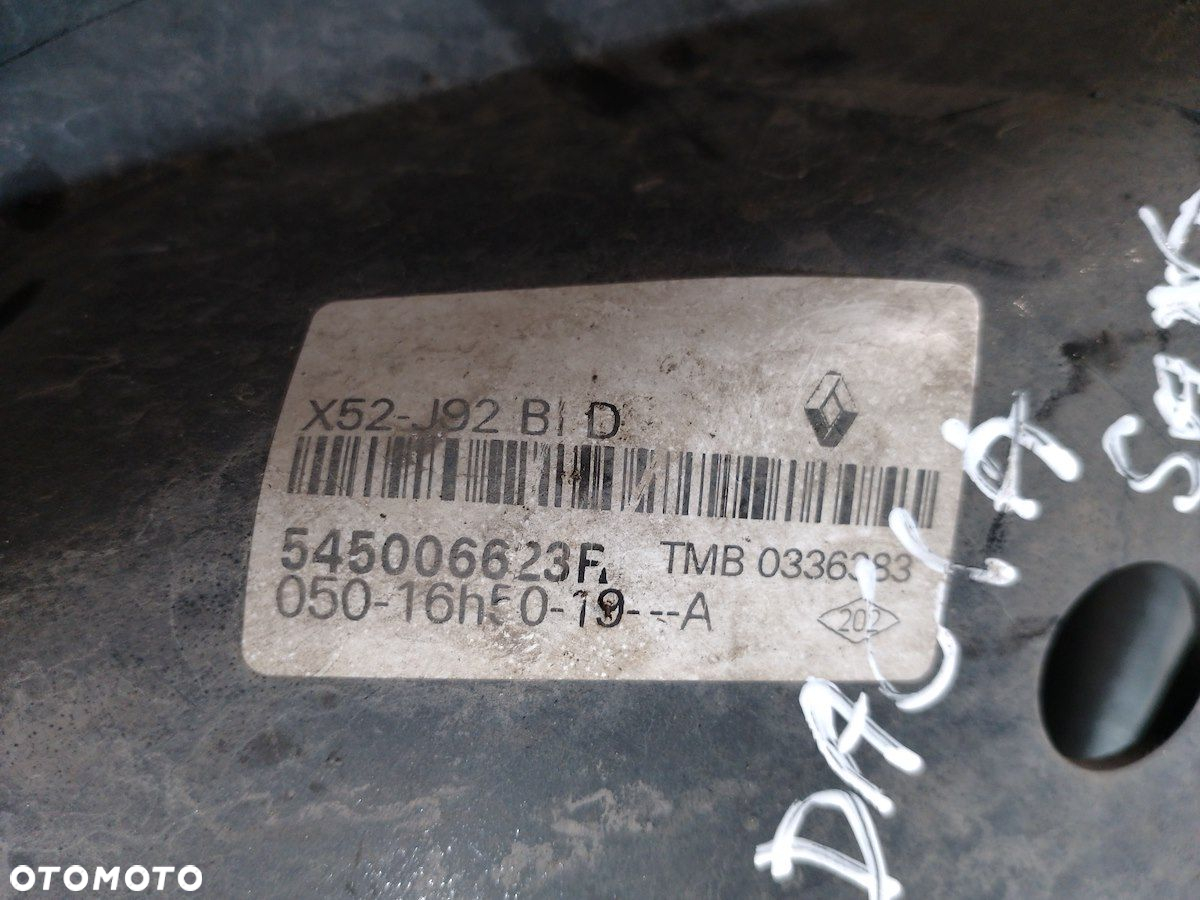 X52-J92 BI D
545006623R TMB 0336383
050-16h50-19---A
202
DACIA
OTOMOTO